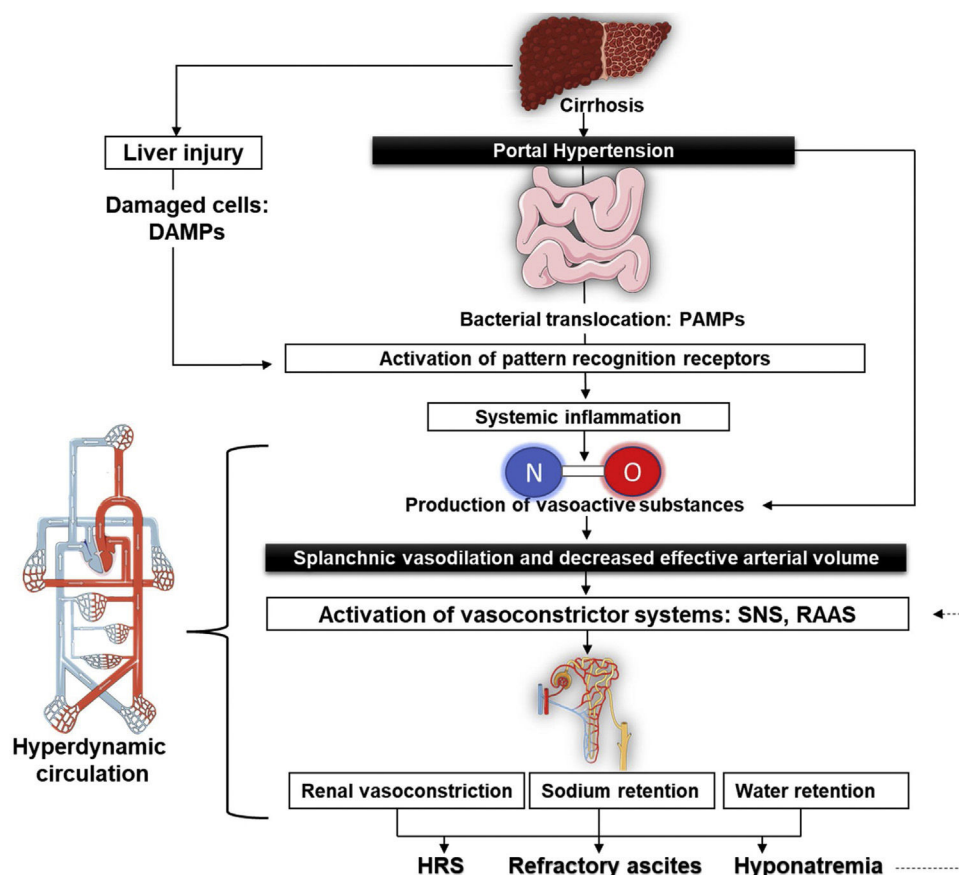 Cirrhosis
Liver injury
Portal Hypertension
Damaged cells:
DAMPs
Bacterial translocation: PAMPs
Activation of pattern recognition receptors
Systemic inflammation
N
O
Production of vasoactive substances
Splanchnic vasodilation and decreased effective arterial volume
Activation of vasoconstrictor systems: SNS, RAAS
Hyperdynamic
circulation
Renal vasoconstriction
Sodium retention
Water retention
HRS
Refractory ascites
Hyponatremia